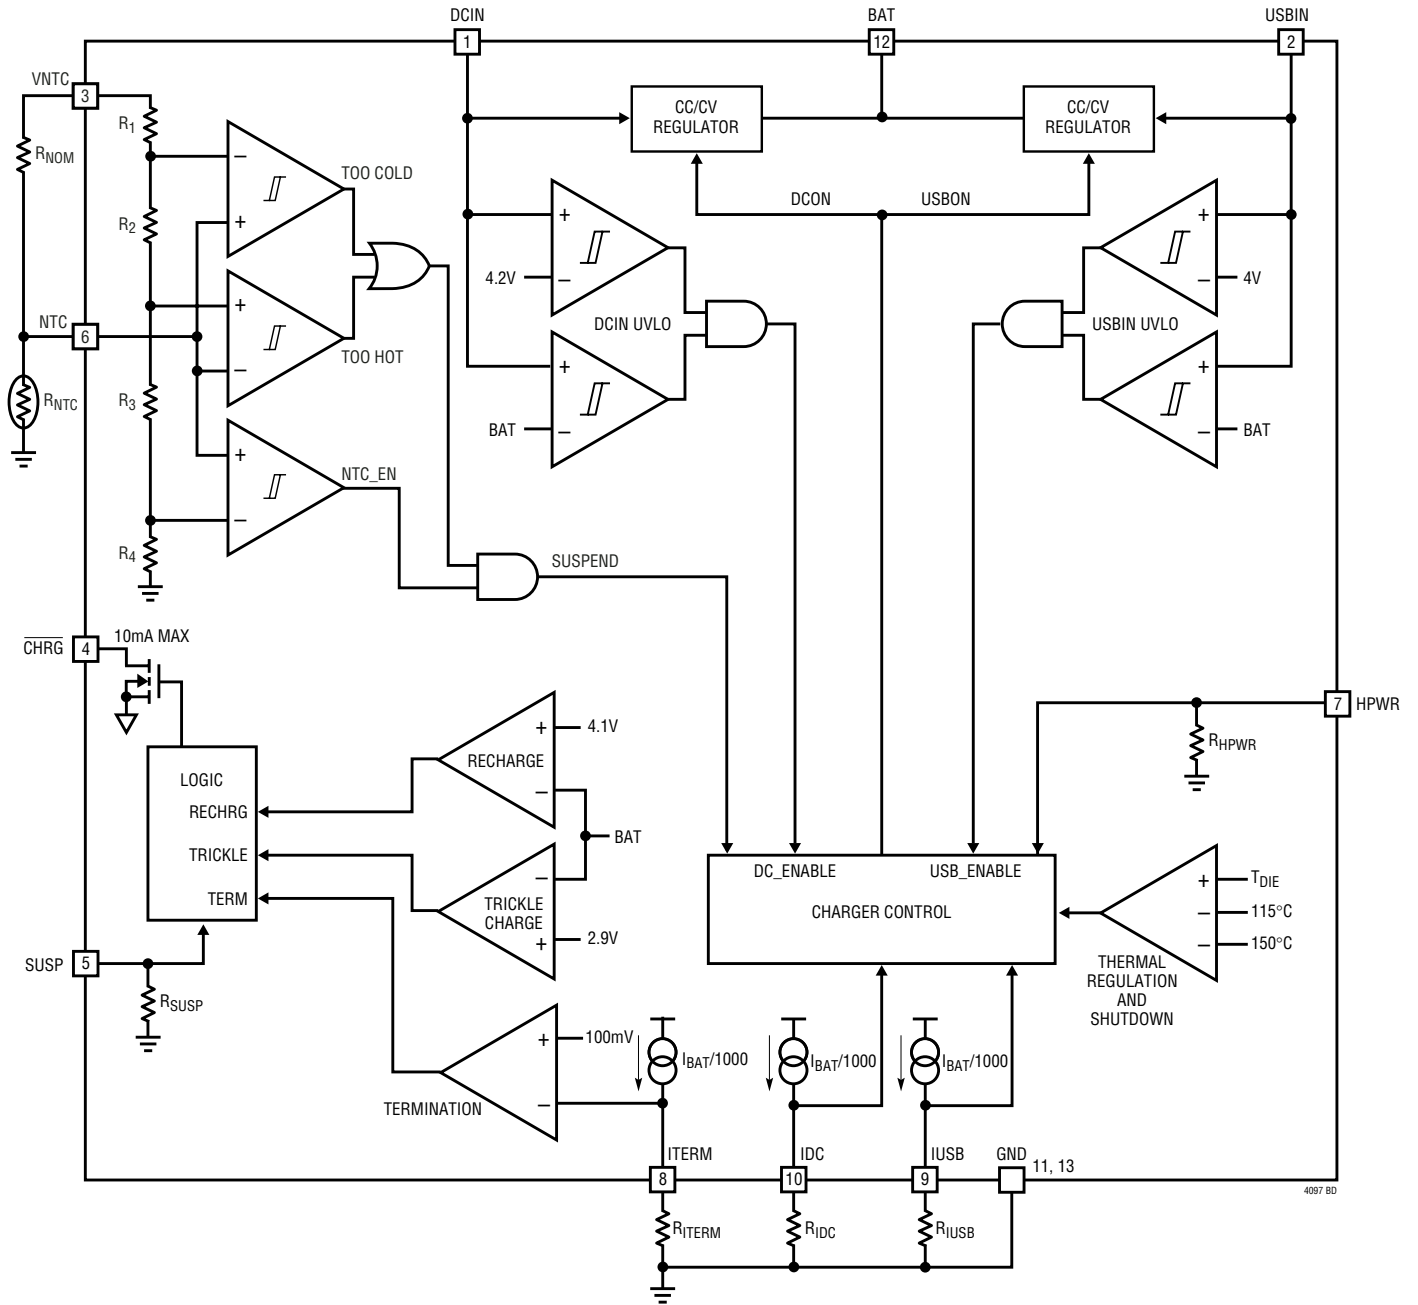 DCIN
BAT
USBIN
1
12
2
VNTC
3
R1
RNOM
CC/CV
REGULATOR
CC/CV
REGULATOR
−
TOO COLD
+
R2
DCON
USBON
+
4.2V
−
+
4V
−
NTC
6
+
TOO HOT
−
DCIN UVLO
USBIN UVLO
RNTC
R3
+
BAT
−
+
BAT
−
+
NTC_EN
−
R4
SUSPEND
CHRG
4
10mA MAX
7
HPWR
RHPWR
+
4.1V
RECHARGE
−
LOGIC
RECHRG
TRICKLE
TERM
BAT
−
TRICKLE
CHARGE
+
2.9V
DC_ENABLE
USB_ENABLE
CHARGER CONTROL
+
TDIE
−
115°C
−
150°C
THERMAL
REGULATION
AND
SHUTDOWN
SUSP
5
RSUSP
+
100mV
−
TERMINATION
IBAT/1000
IBAT/1000
IBAT/1000
ITERM
IDC
IUSB
GND
11, 13
8
10
9
4097 BD
RITERM
RIDC
RIUSB